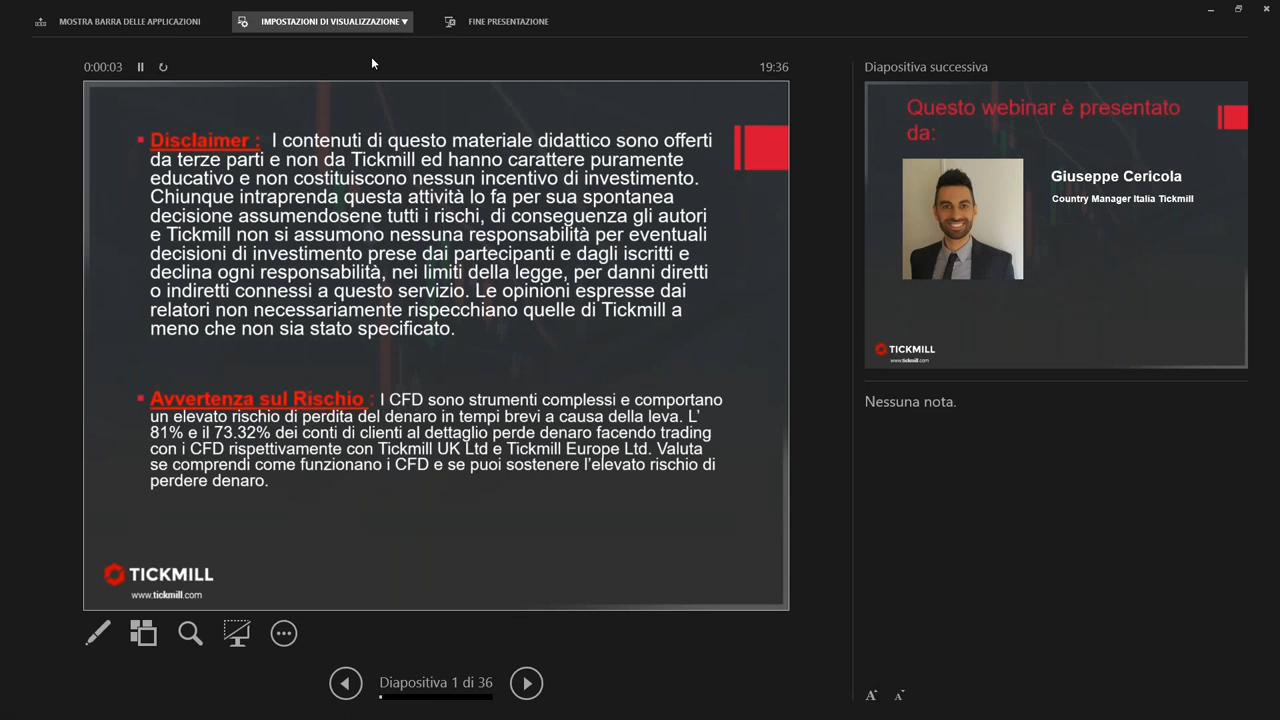 MOSTRA BARRA DELLE APPLICAZIONI
IMPOSTAZIONI DI VISUALIZZAZIONE ▼
FINE PRESENTAZIONE
0:00:03
19:36
Disclaimer : I contenuti di questo materiale didattico sono offerti
da terze parti e non da Tickmill ed hanno carattere puramente
educativo e non costituiscono nessun incentivo di investimento.
Chiunque intraprenda questa attività lo fa per sua spontanea
decisione assumendosene tutti i rischi, di conseguenza gli autori
e Tickmill non si assumono nessuna responsabilità per eventuali
decisioni di investimento prese dai partecipanti e dagli iscritti e
declina ogni responsabilità, nei limiti della legge, per danni diretti
o indiretti connessi a questo servizio. Le opinioni espresse dai
relatori non necessariamente rispecchiano quelle di Tickmill a
meno che non sia stato specificato.
Avvertenza sul Rischio : I CFD sono strumenti complessi e comportano
un elevato rischio di perdita del denaro in tempi brevi a causa della leva. L'
81% e il 73.32% dei conti di clienti al dettaglio perde denaro facendo trading
con i CFD rispettivamente con Tickmill UK Ltd e Tickmill Europe Ltd. Valuta
se comprendi come funzionano i CFD e se puoi sostenere l'elevato rischio di
perdere denaro.
TICKMILL
www.tickmill.com
Diapositiva 1 di 36
Diapositiva successiva
Questo webinar è presentato
da:
Giuseppe Cericola
Country Manager Italia Tickmill
TICKMILL
www.tickmill.com
Nessuna nota.
A A